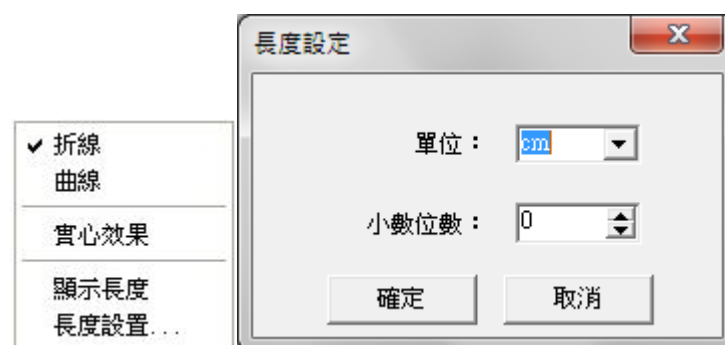 折線
曲線
實心效果
顯示長度
長度設置...
長度設定
單位：
cm
小數位數：
0
確定
取消